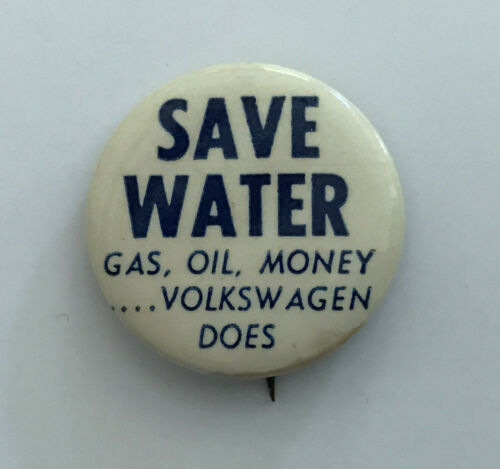 SAVE
WATER
GAS, OIL, MONEY
....VOLKSWAGEN
DOES